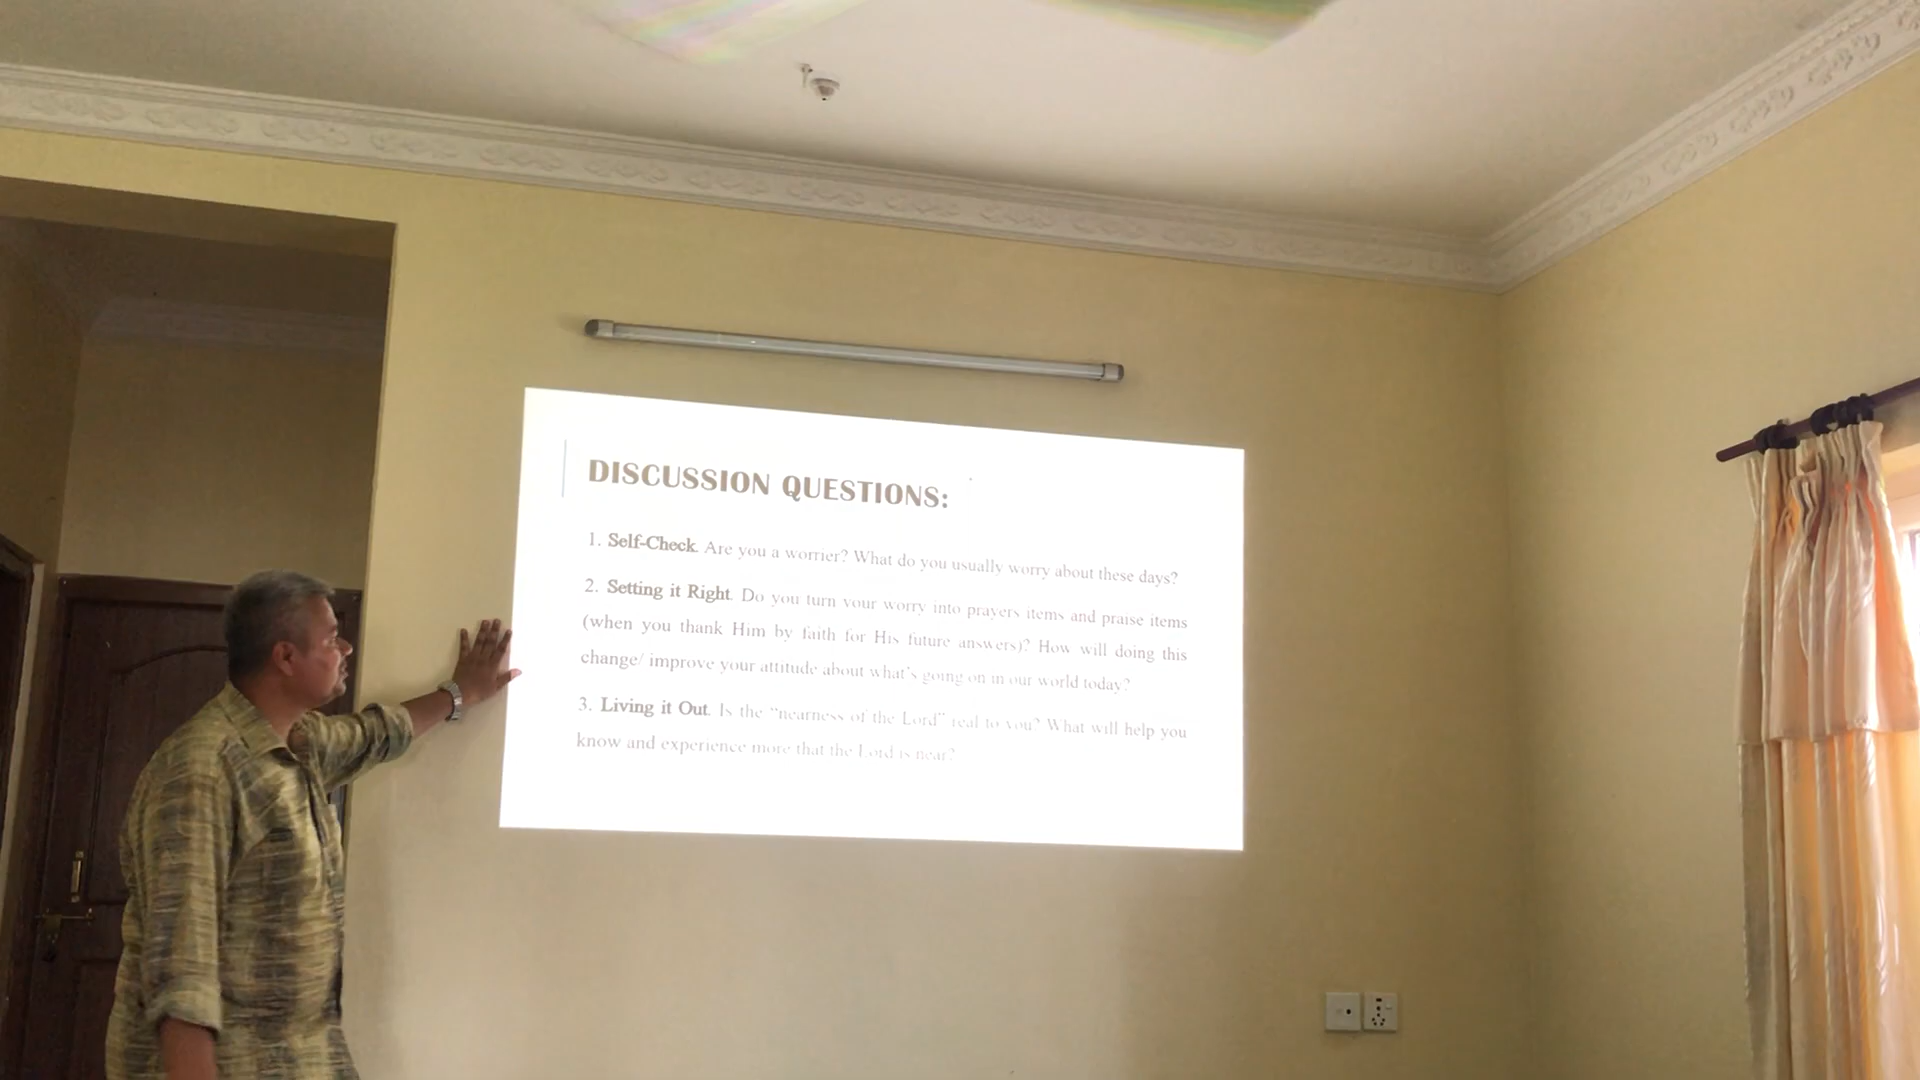 DISCUSSION QUESTIONS:
1. Self-Check. Are you a worrier? What do you usually worry about these days?
2. Setting it Right. Do you turn your worry into prayers items and praise items
(when you thank Him by faith for His future answers)? How will doing this
change/ improve your attitude about what's going on in our world today?
3. Living it Out. Is the "nearness of the Lord" real to you? What will help you
know and experience more that the Lord is near?